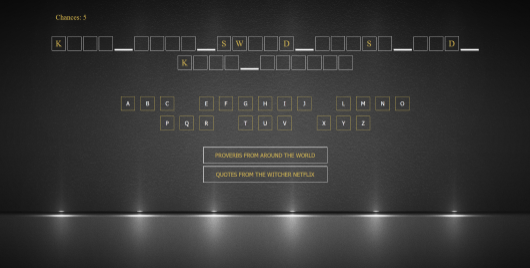 Chances: 5
K S W D S D
K
A B C E F G H I J L M N O
P Q R T U V X Y Z
PROVERBS FROM AROUND THE WORLD
QUOTES FROM THE WITCHER NETFLIX